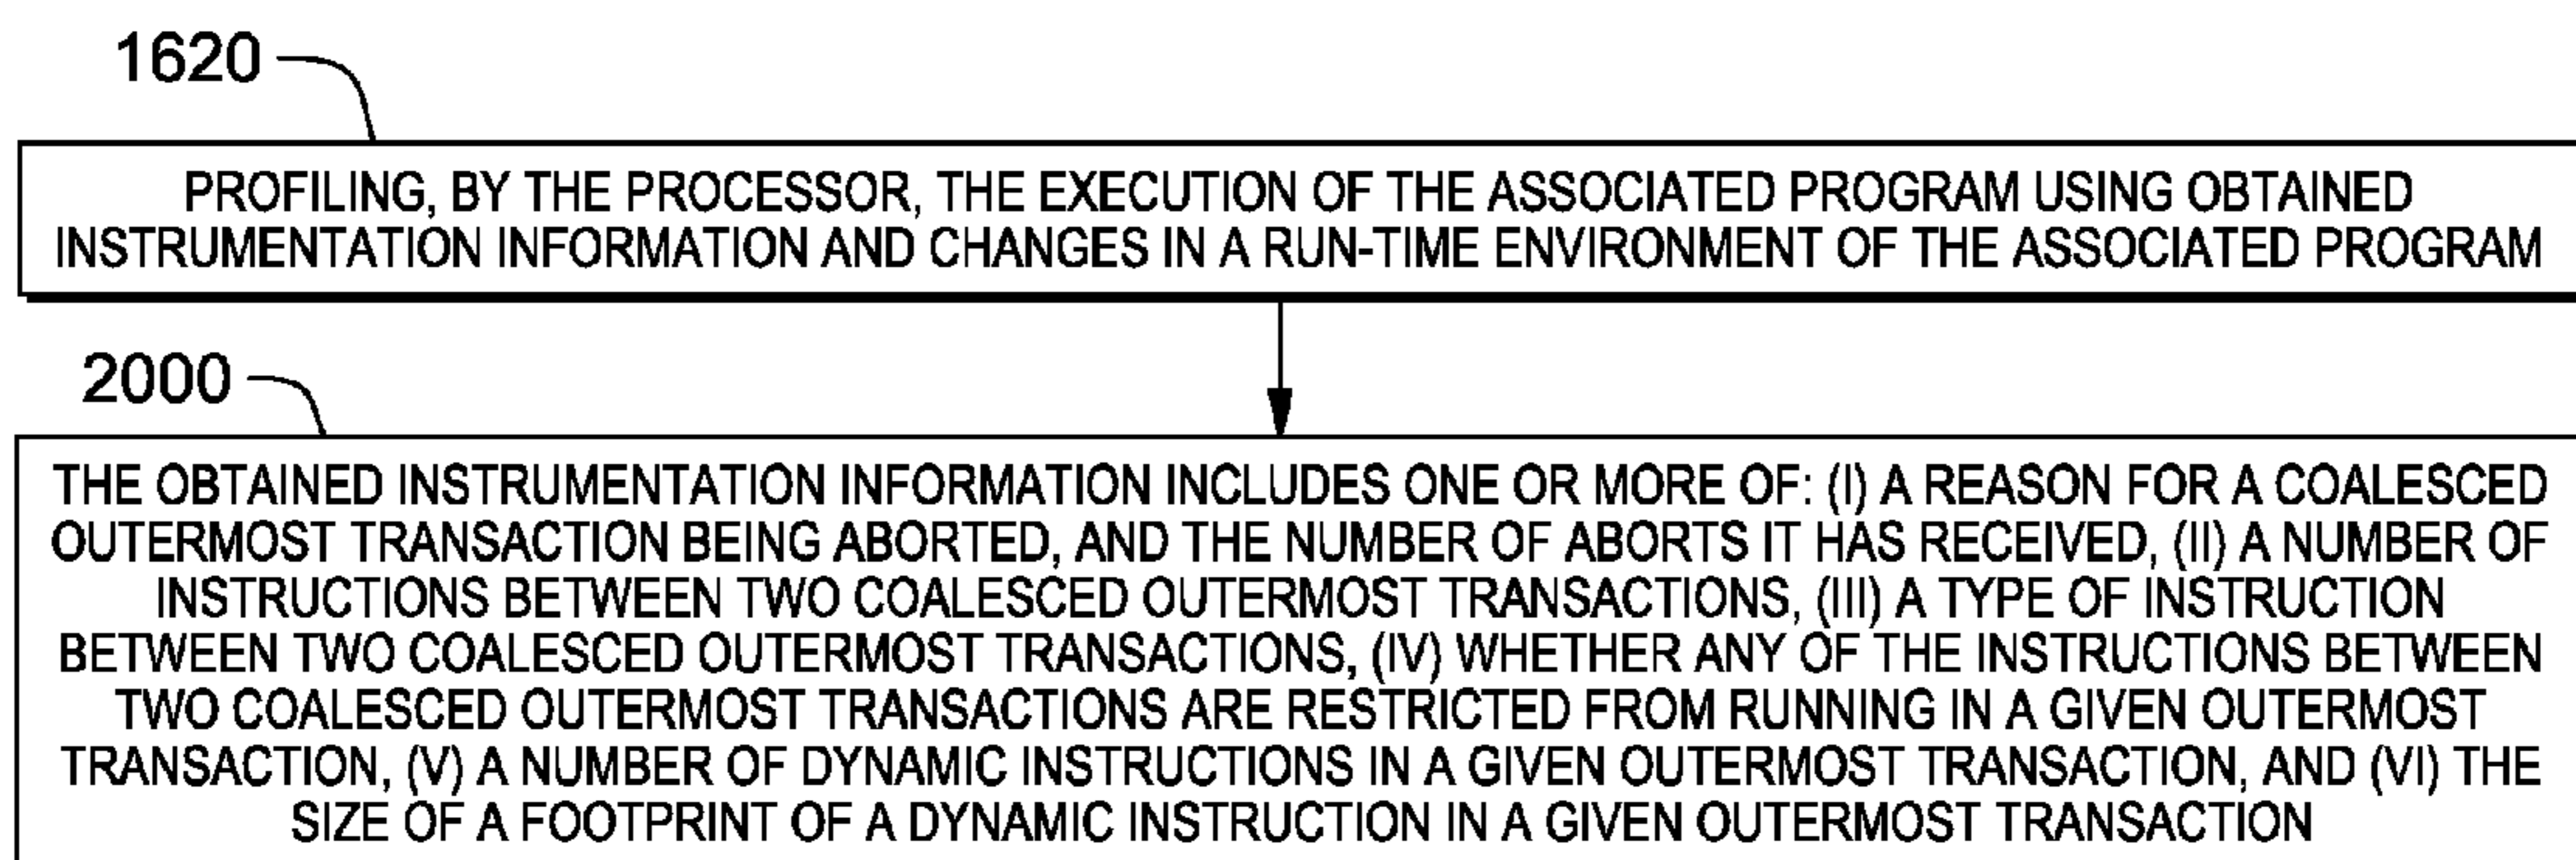 1620
PROFILING, BY THE PROCESSOR, THE EXECUTION OF THE ASSOCIATED PROGRAM USING OBTAINED
INSTRUMENTATION INFORMATION AND CHANGES IN A RUN-TIME ENVIRONMENT OF THE ASSOCIATED PROGRAM
2000
THE OBTAINED INSTRUMENTATION INFORMATION INCLUDES ONE OR MORE OF: (I) A REASON FOR A COALESCED
OUTERMOST TRANSACTION BEING ABORTED, AND THE NUMBER OF ABORTS IT HAS RECEIVED, (II) A NUMBER OF
INSTRUCTIONS BETWEEN TWO COALESCED OUTERMOST TRANSACTIONS, (III) A TYPE OF INSTRUCTION
BETWEEN TWO COALESCED OUTERMOST TRANSACTIONS, (IV) WHETHER ANY OF THE INSTRUCTIONS BETWEEN
TWO COALESCED OUTERMOST TRANSACTIONS ARE RESTRICTED FROM RUNNING IN A GIVEN OUTERMOST
TRANSACTION, (V) A NUMBER OF DYNAMIC INSTRUCTIONS IN A GIVEN OUTERMOST TRANSACTION, AND (VI) THE
SIZE OF A FOOTPRINT OF A DYNAMIC INSTRUCTION IN A GIVEN OUTERMOST TRANSACTION